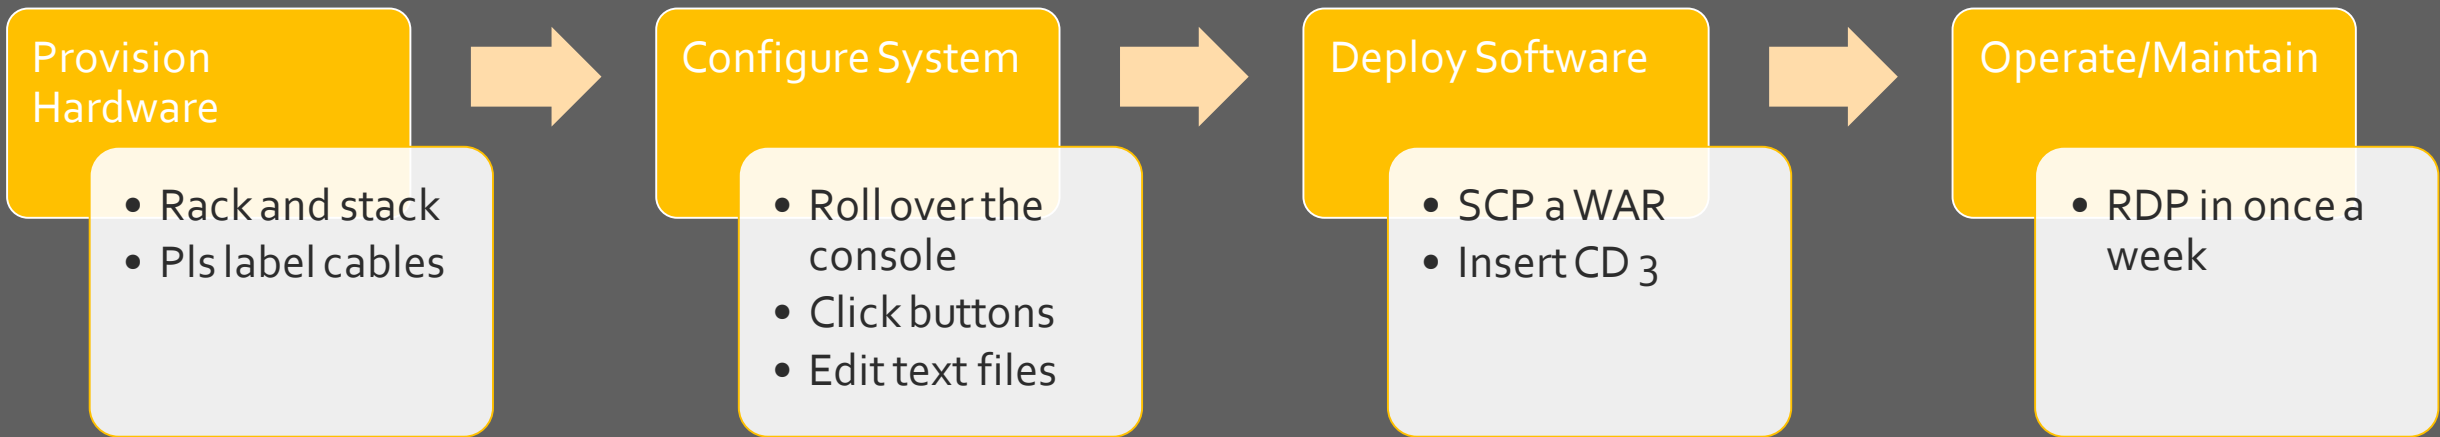 Provision
Hardware
• Rack and stack
• Pls label cables
Configure System
• Roll over the
console
• Click buttons
• Edit text files
Deploy Software
• SCP a WAR
• Insert CD 3
Operate/Maintain
• RDP in once a
week